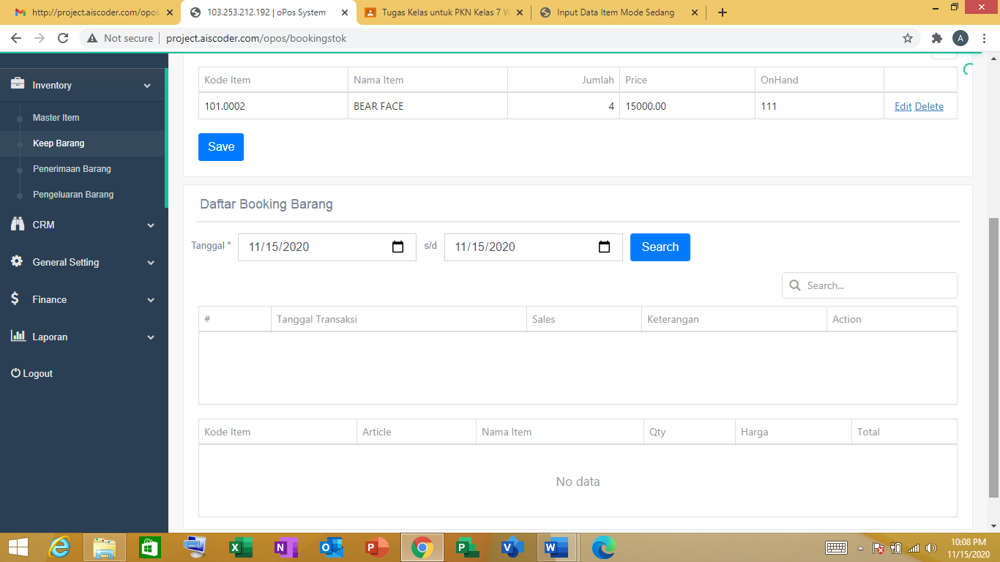 http://project.aiscoder.com/opos
103.253.212.192 | oPos System
Tugas Kelas untuk PKN Kelas 7 W
Input Data Item Mode Sedang
Not secure
project.aiscoder.com/opos/bookingstok
A
Inventory
Master Item
Keep Barang
Penerimaan Barang
Pengeluaran Barang
CRM
General Setting
Finance
Laporan
Logout
Kode Item Nama Item Jumlah Price OnHand
101.0002 BEAR FACE 4 15000.00 111 Edit Delete
Save
Daftar Booking Barang
Tanggal * 11/15/2020 s/d 11/15/2020 Search
Search...
# Tanggal Transaksi Sales Keterangan Action
Kode Item Article Nama Item Qty Harga Total
No data
10:08 PM
11/15/2020